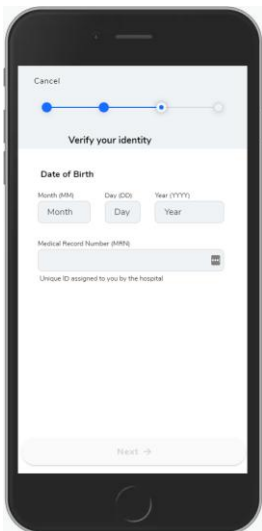 Cancel
Verify your identity
Date of Birth
Month (MM) Day (DD) Year (YYYY)
Month Day Year
Medical Record Number (MRN)
Unique ID assigned to you by the hospital
Next →